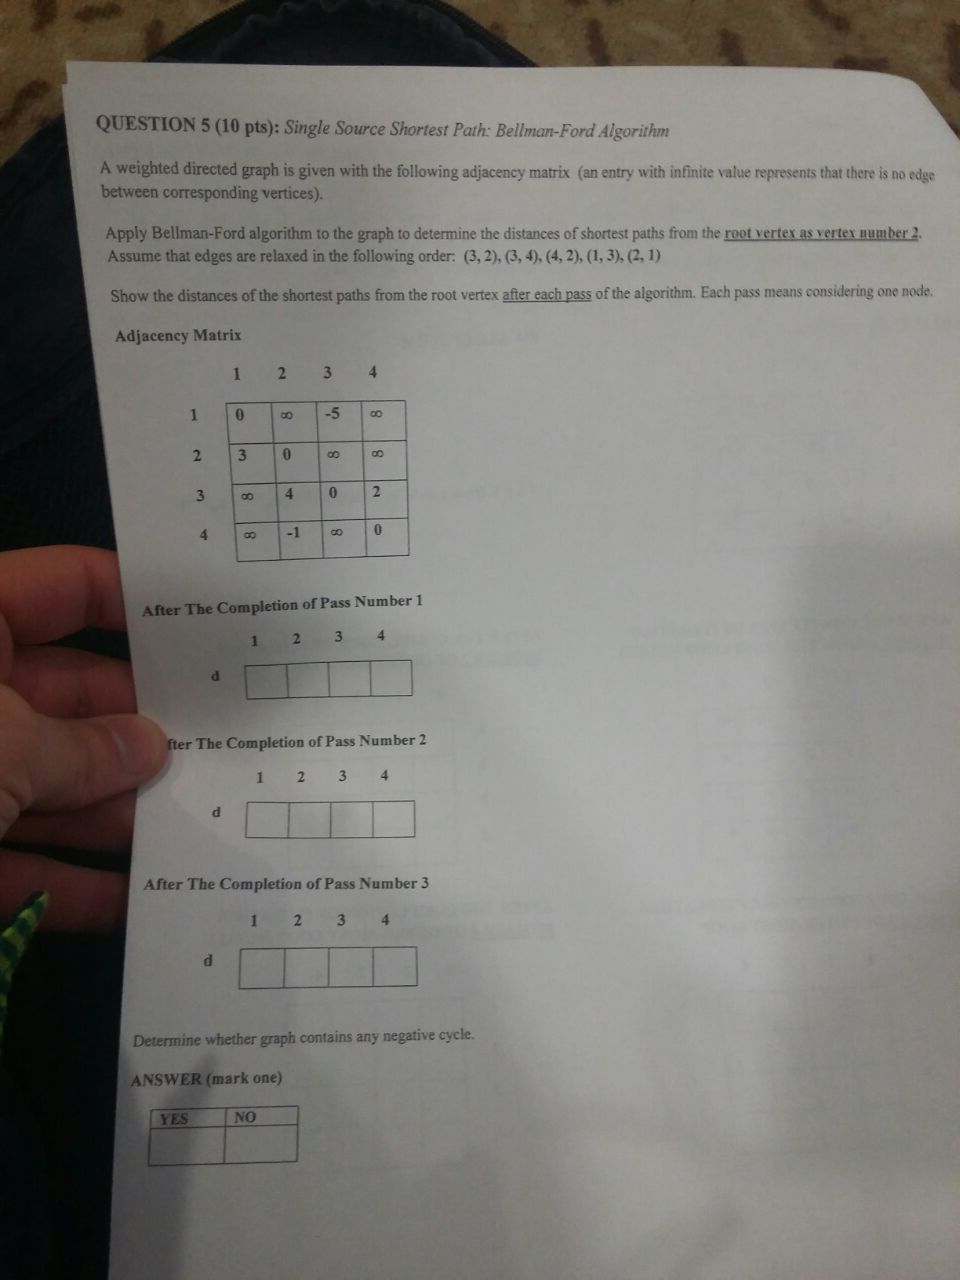 QUESTION 5 (10 pts): Single Source Shortest Path: Bellman-Ford Algorithm
A weighted directed graph is given with the following adjacency matrix (an entry with infinite value represents that there is no edge
between corresponding vertices).
Apply Bellman-Ford algorithm to the graph to determine the distances of shortest paths from the root vertex as vertex number 2.
Assume that edges are relaxed in the following order: (3, 2), (3, 4), (4, 2), (1, 3), (2, 1)
Show the distances of the shortest paths from the root vertex after each pass of the algorithm. Each pass means considering one node.
Adjacency Matrix
1 2 3 4
1 0 ∞ -5 ∞
2 3 0 ∞ ∞
3 ∞ 4 0 2
4 ∞ -1 ∞ 0
After The Completion of Pass Number 1
1 2 3 4
d
fter The Completion of Pass Number 2
1 2 3 4
d
After The Completion of Pass Number 3
1 2 3 4
d
Determine whether graph contains any negative cycle.
ANSWER (mark one)
YES NO